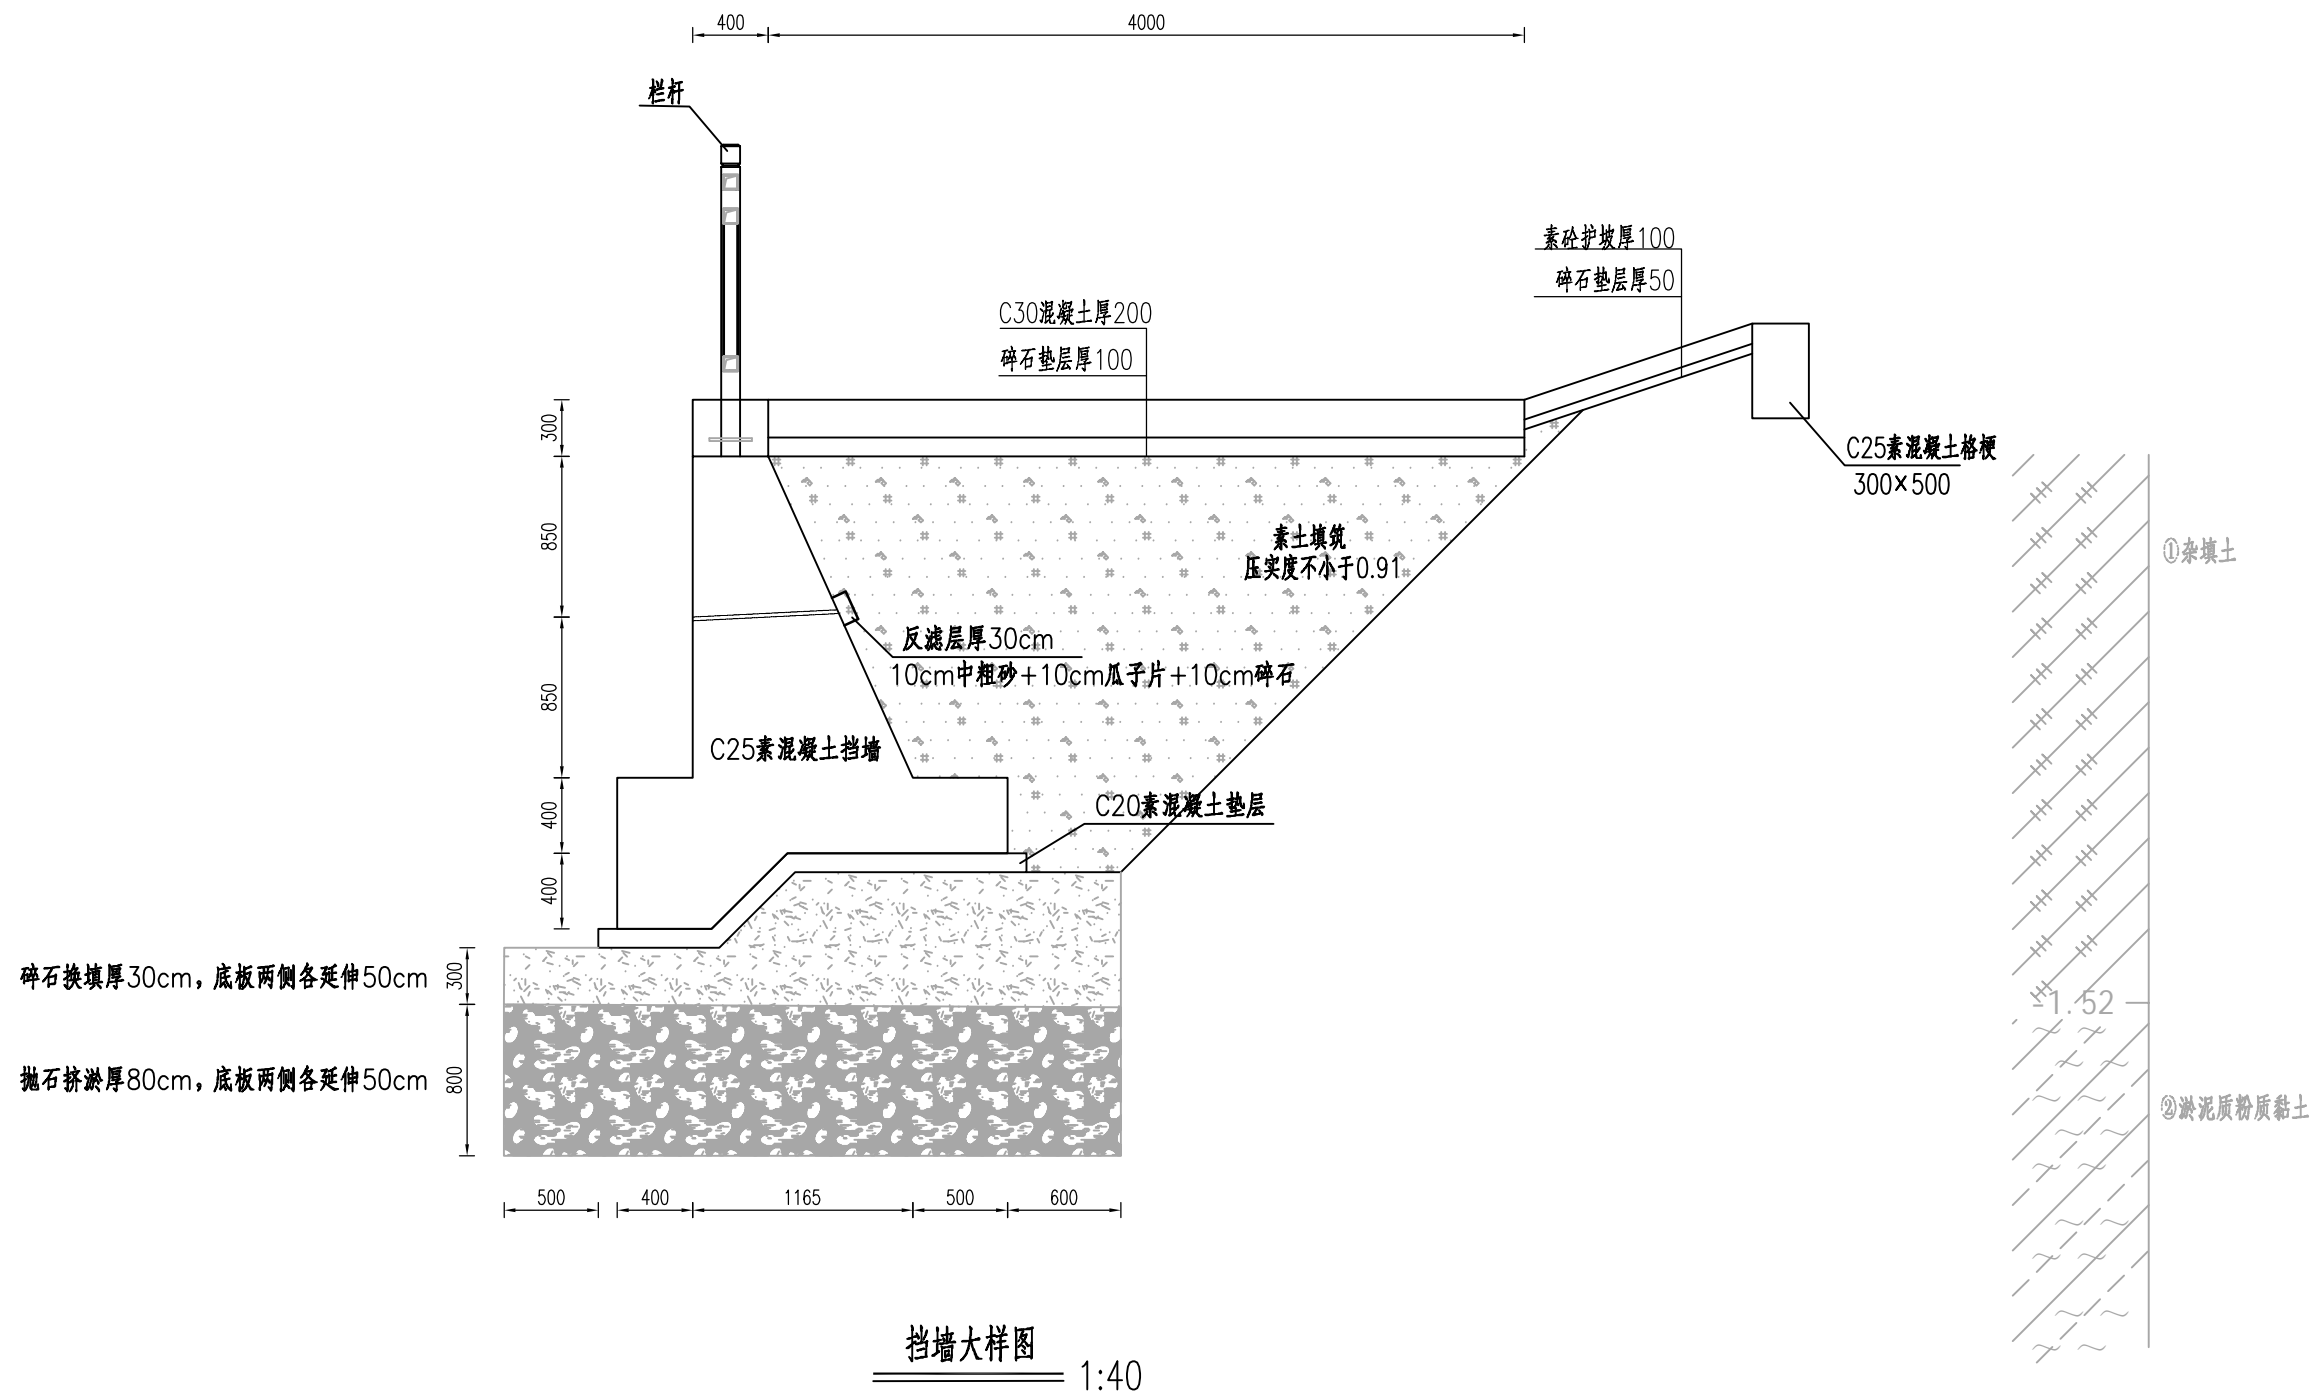 400
4000
栏杆
素砼护坡厚100
碎石垫层厚50
C30混凝土厚200
碎石垫层厚100
300
C25素混凝土格梗
300×500
850
素土填筑
压实度不小于0.91
①杂填土
反滤层厚30cm
10cm中粗砂+10cm瓜子片+10cm碎石
850
C25素混凝土挡墙
400
C20素混凝土垫层
400
碎石换填厚30cm，底板两侧各延伸50cm
300
-1.52
抛石挤淤厚80cm，底板两侧各延伸50cm
800
②淤泥质粉质黏土
500
400
1165
500
600
挡墙大样图
1:40